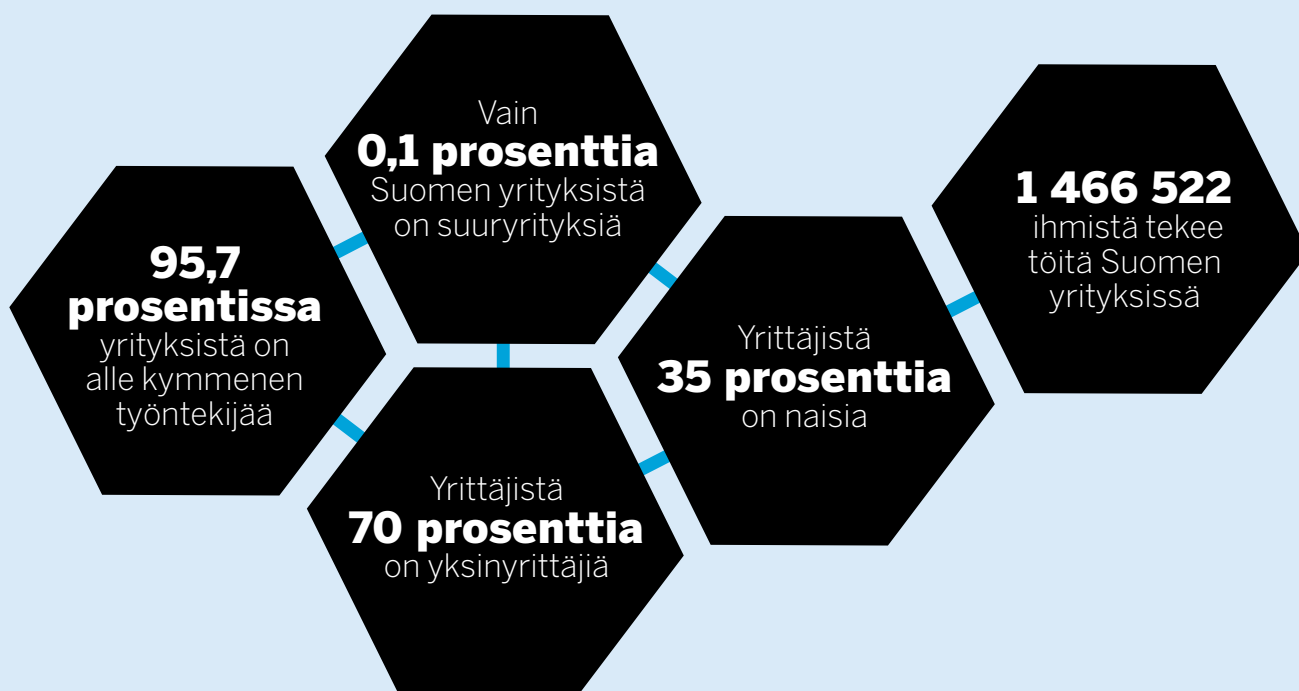 Vain
0,1 prosenttia
Suomen yrityksistä
on suuryrityksiä
1 466 522
ihmistä tekee
töitä Suomen
yrityksissä
95,7
prosentissa
yrityksistä on
alle kymmenen
työntekijää
Yrittäjistä
35 prosenttia
on naisia
Yrittäjistä
70 prosenttia
on yksinyrittäjiä